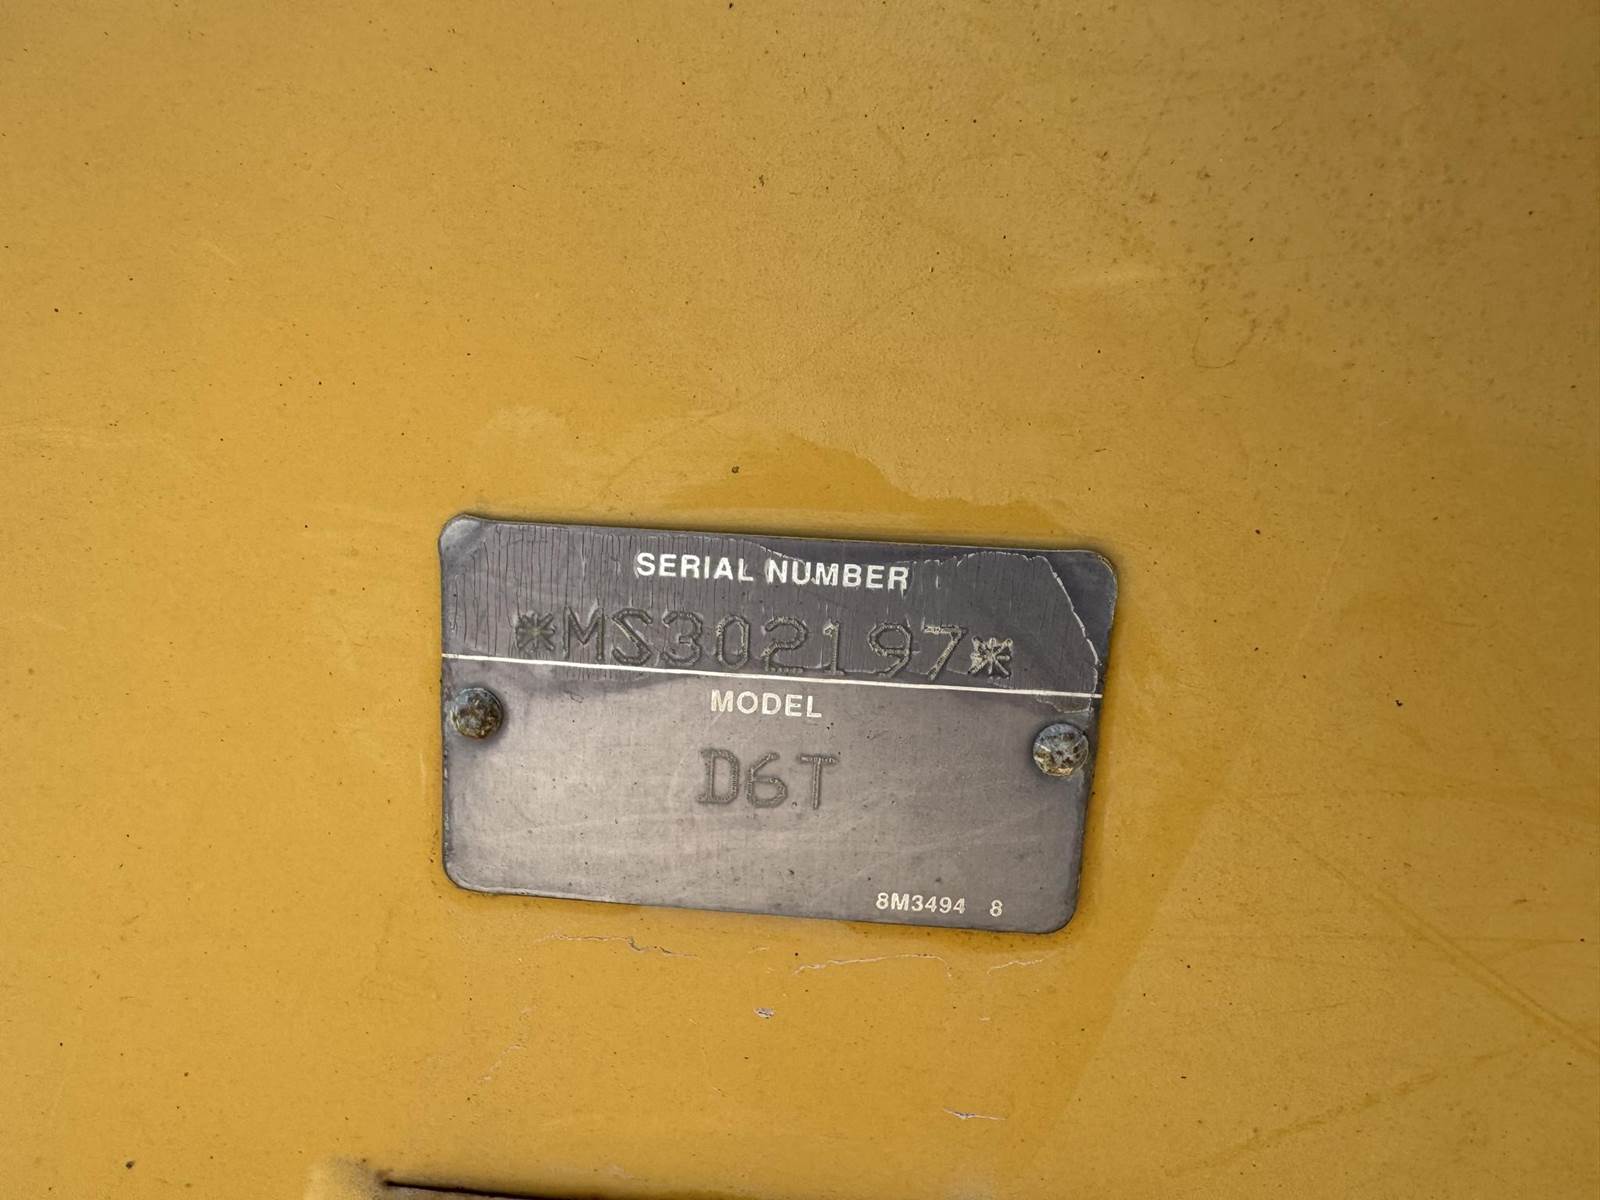 SERIAL NUMBER
*MS302197*
MODEL
D6T
8M3494 8